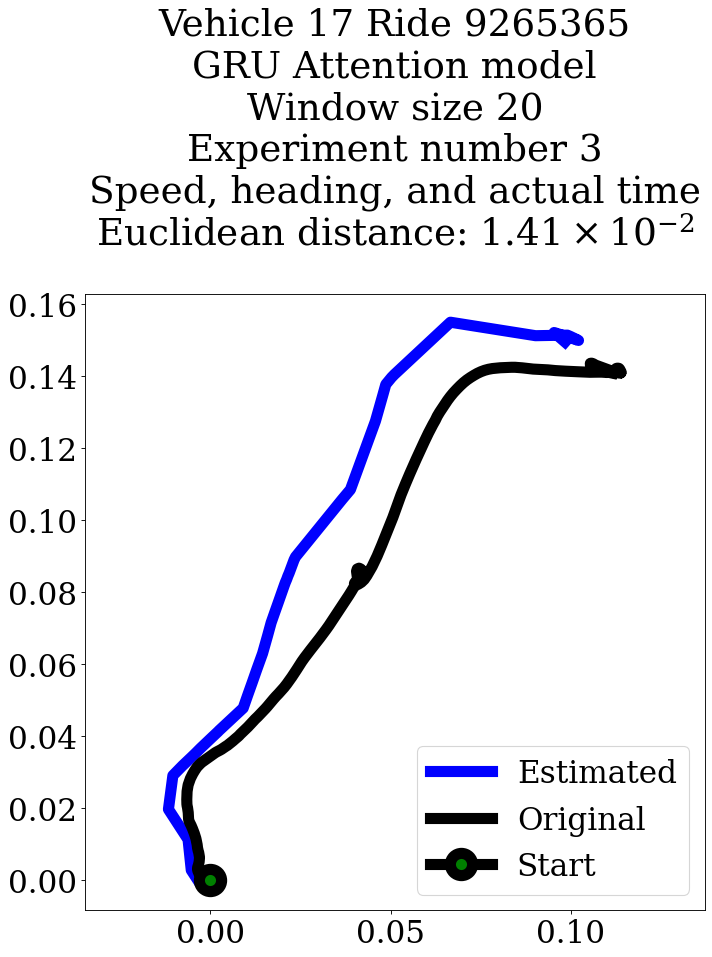 Vehicle 17 Ride 9265365
GRU Attention model
Window size 20
Experiment number 3
Speed, heading, and actual time
Euclidean distance: 1.41 × 10⁻²
0.16
0.14
0.12
0.10
0.08
0.06
0.04
0.02
0.00
Estimated
Original
Start
0.00 0.05 0.10